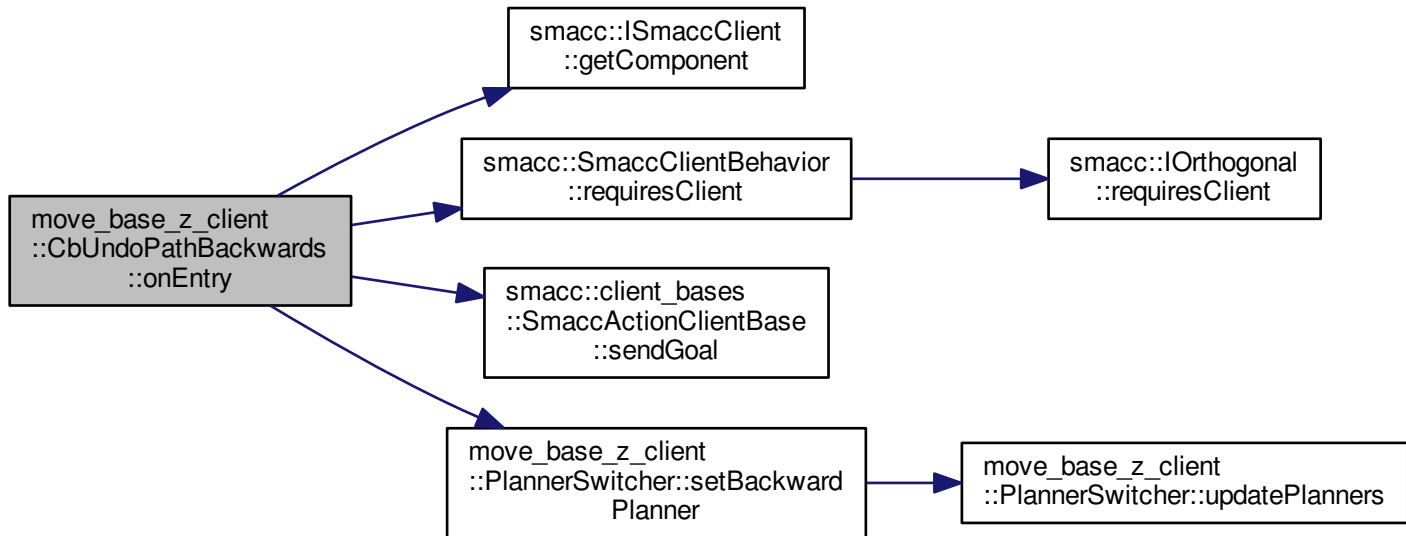 smacc::ISmaccClient
::getComponent
smacc::SmaccClientBehavior
::requiresClient
smacc::IOrthogonal
::requiresClient
move_base_z_client
::CbUndoPathBackwards
::onEntry
smacc::client_bases
::SmaccActionClientBase
::sendGoal
move_base_z_client
::PlannerSwitcher::setBackward
Planner
move_base_z_client
::PlannerSwitcher::updatePlanners